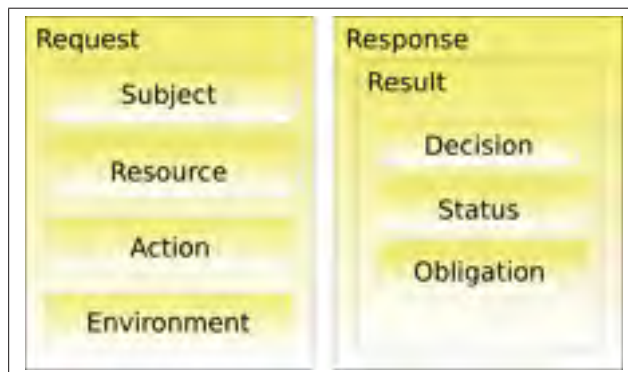 Request
Subject
Resource
Action
Environment
Response
Result
Decision
Status
Obligation